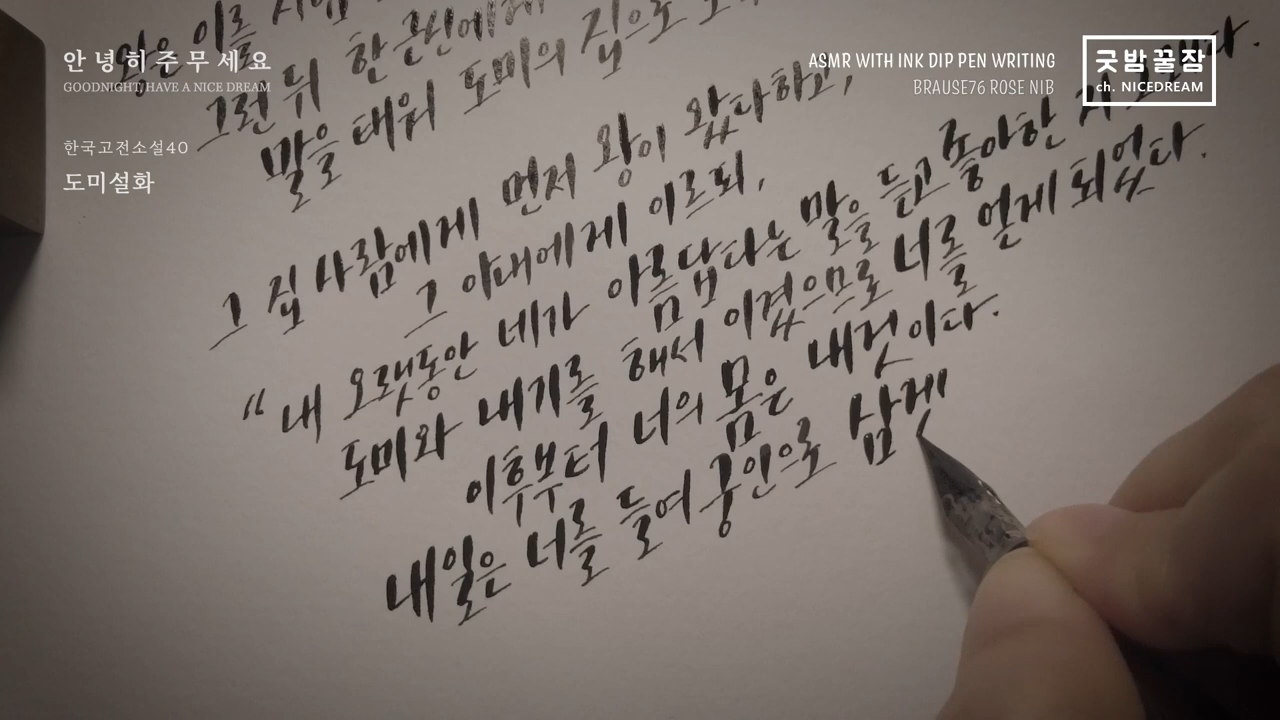 안녕히주무세요
GOODNIGHT, HAVE A NICE DREAM
한국고전소설40
도미설화
ASMR WITH INK DIP PEN WRITING
BRAUSE76 ROSE NIB
굿밤꿀잠
ch. NICEDREAM
왕은 이를
그런 뒤 한 근신에게
말을 태워 도미의 집으로
그 집 사람에게 먼저 왕이 왔다하고,
그 아내에게 이르되,
“내 오랫동안 네가 아름답다는 말을 듣고 좋아한
도미와 내기를 해서 이겼으므로 너를 얻게 되었다.
이후부터 너의 몸은 내것이다.
내일은 너를 들여 궁인으로 삼겠